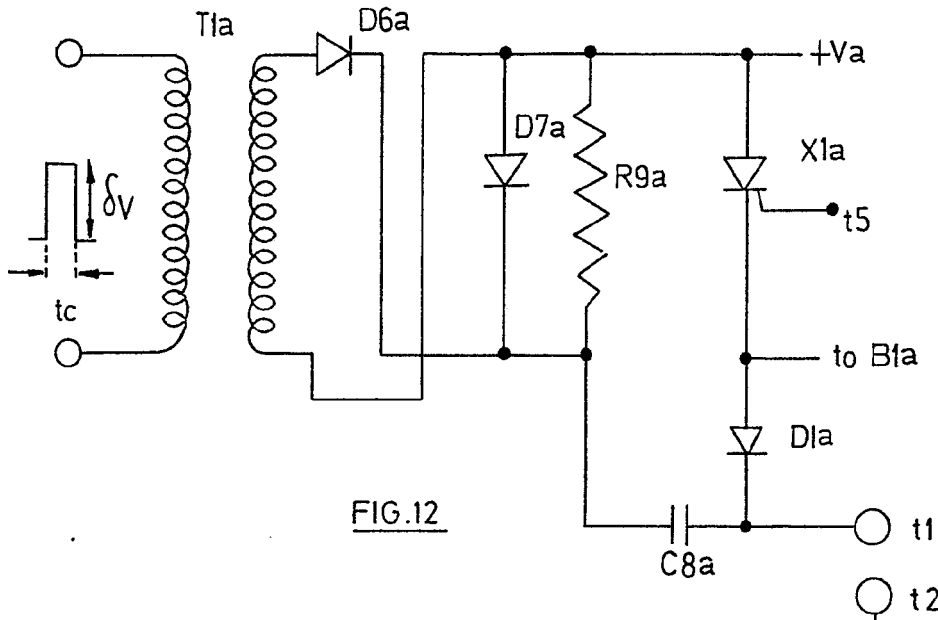 T1a
D6a
+Va
D7a
X1a
R9a
δv
t5
tc
to B1a
D1a
FIG.12
t1
C8a
t2